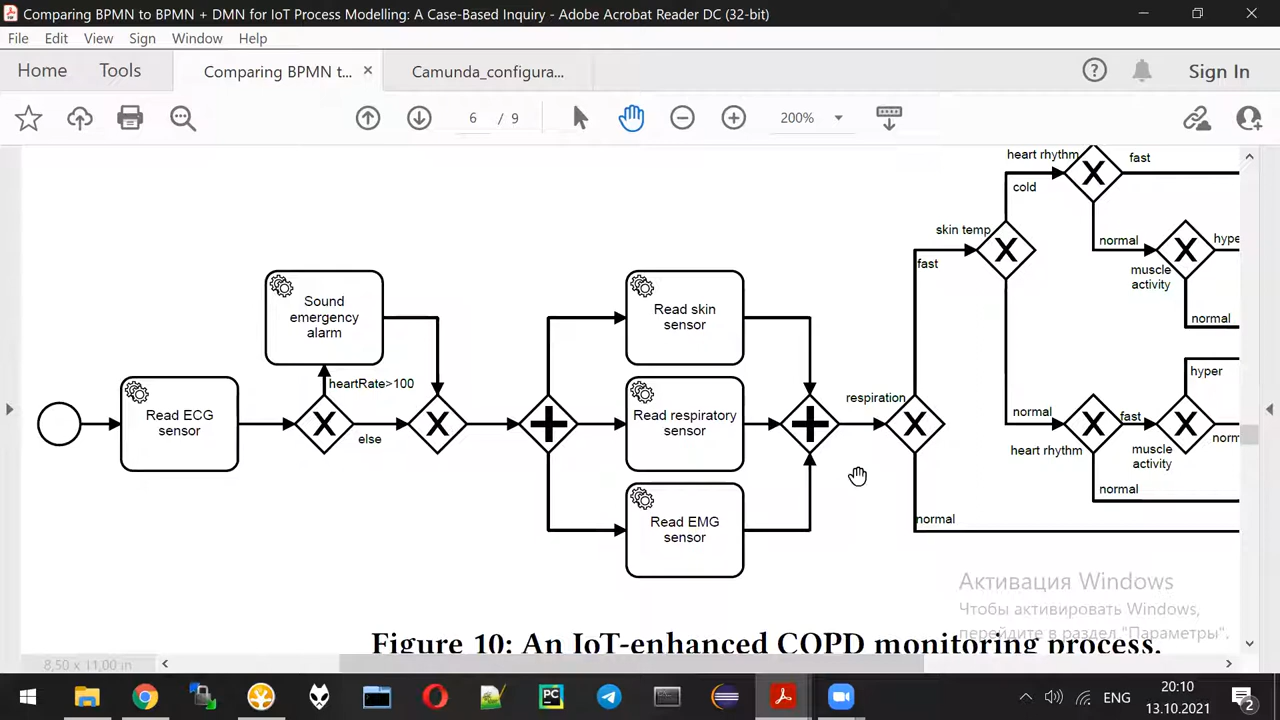 Comparing BPMN to BPMN + DMN for IoT Process Modelling: A Case-Based Inquiry - Adobe Acrobat Reader DC (32-bit)
File Edit View Sign Window Help
Home Tools Comparing BPMN t... Camunda_configura... Sign In
6 / 9 200%
heart rhythm fast
cold
skin temp
normal hype
fast
muscle
activity
Sound
emergency
alarm
Read skin
sensor
normal
hyper
heartRate>100
respiration
Read ECG
sensor
Read respiratory
sensor
normal fast
else
heart rhythm muscle
activity
norm
normal
Read EMG
sensor
normal
Активация Windows
Чтобы активировать Windows,
перейдите в раздел "Параметры".
Figure 10: An IoT-enhanced COPD monitoring process.
8,50 x 11,00 in
ENG 20:10
13.10.2021 2